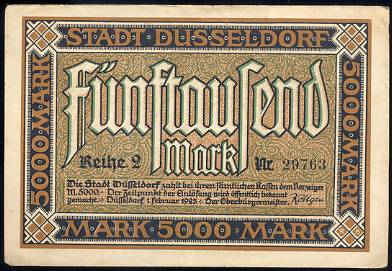 STADT DÜSSELDORF
5000 MARK
5000 MARK
Fünftausend
Mark
Reihe 2 Nr 29763
Die Stadt Düsseldorf zahlt bei ihren sämtlichen Kassen dem Vorzeiger
M. 5000.- Der Zeitpunkt der Einlösung wird öffentlich bekannt
gemacht. Düsseldorf 1. Februar 1923 Der Oberbürgermeister.
MARK 5000 MARK